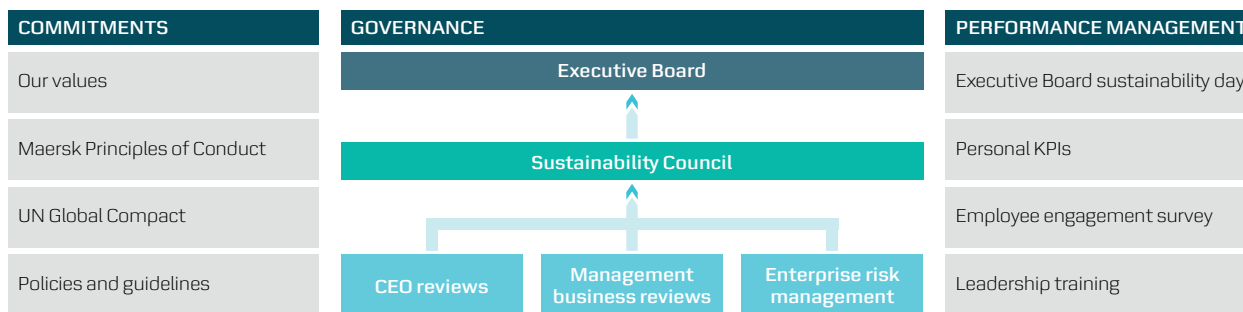 COMMITMENTS
Our values
Maersk Principles of Conduct
UN Global Compact
Policies and guidelines
GOVERNANCE
Executive Board
Sustainability Council
CEO reviews
Management
business reviews
Enterprise risk
management
PERFORMANCE MANAGEMENT
Executive Board sustainability day
Personal KPIs
Employee engagement survey
Leadership training